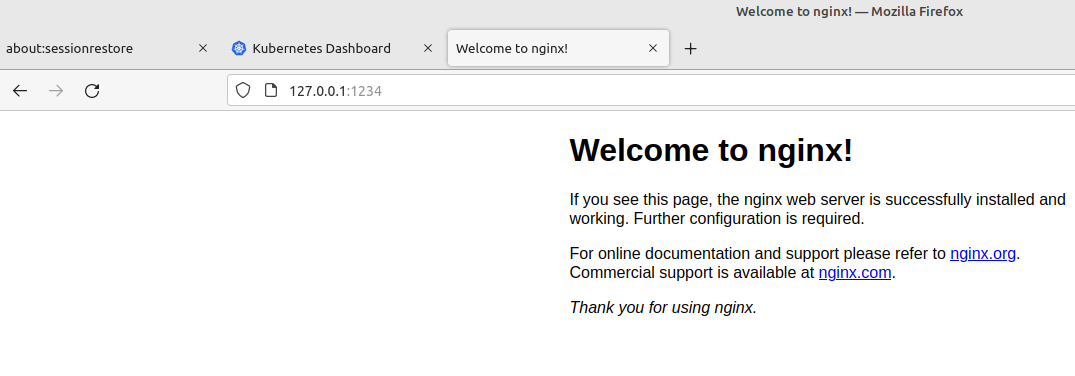 Welcome to nginx! — Mozilla Firefox
about:sessionrestore
Kubernetes Dashboard
Welcome to nginx!
127.0.0.1:1234
Welcome to nginx!
If you see this page, the nginx web server is successfully installed and
working. Further configuration is required.
For online documentation and support please refer to nginx.org.
Commercial support is available at nginx.com.
Thank you for using nginx.